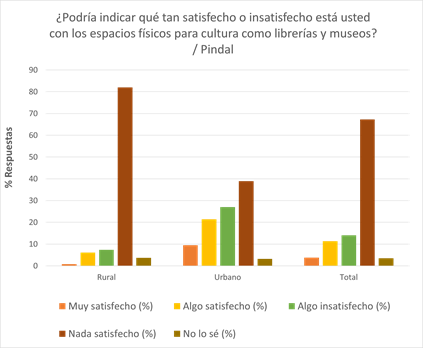 ¿Podría indicar qué tan satisfecho o insatisfecho está usted
con los espacios físicos para cultura como librerías y museos?
/ Pindal
% Respuestas
90
80
70
60
50
40
30
20
10
0
Rural Urbano Total
Muy satisfecho (%) Algo satisfecho (%) Algo insatisfecho (%)
Nada satisfecho (%) No lo sé (%)